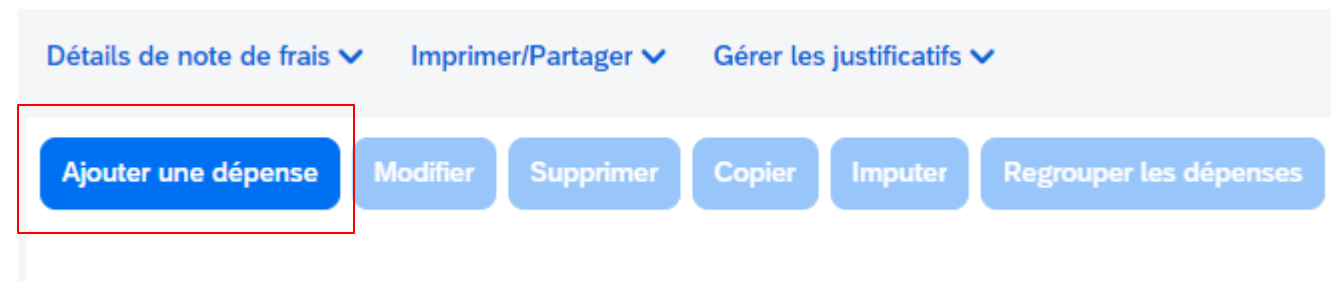 Détails de note de frais Imprimer/Partager Gérer les justificatifs
Ajouter une dépense Modifier Supprimer Copier Imputer Regrouper les dépenses